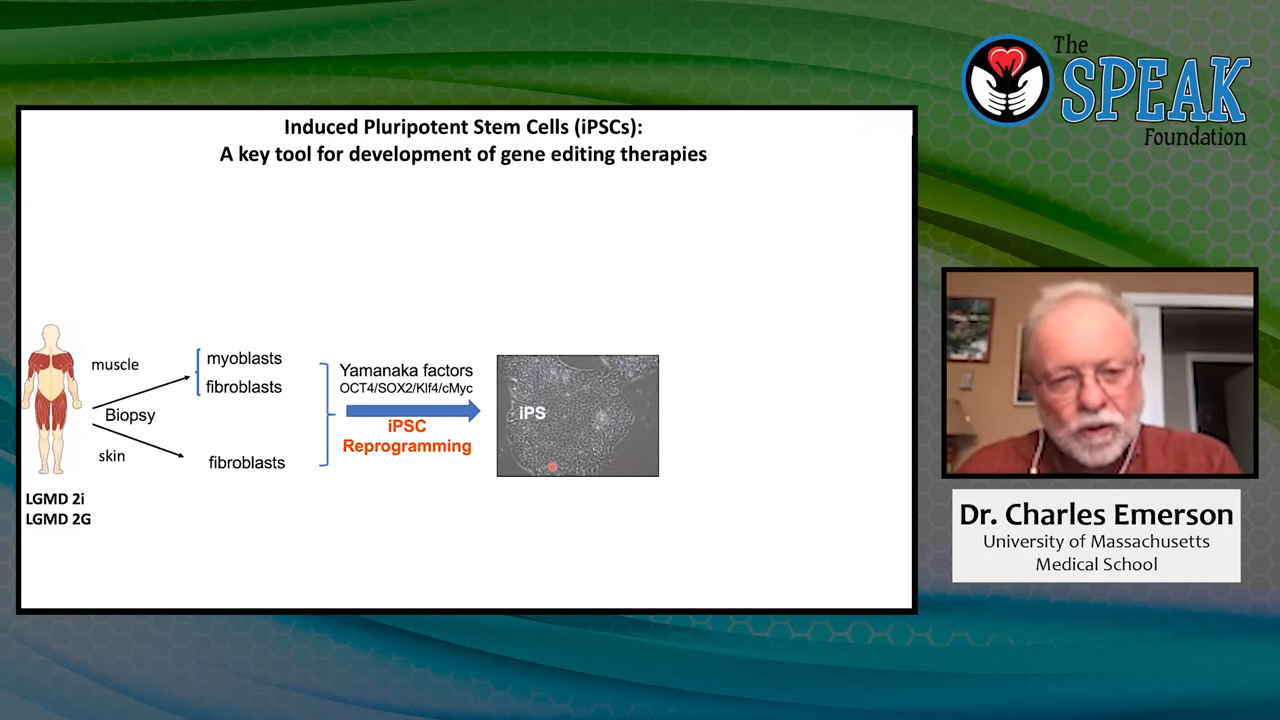 The
SPEAK
Foundation
Induced Pluripotent Stem Cells (iPSCs):
A key tool for development of gene editing therapies
muscle
Biopsy
skin
LGMD 2i
LGMD 2G
myoblasts
fibroblasts
fibroblasts
Yamanaka factors
OCT4/SOX2/Klf4/cMyc
iPSC
Reprogramming
iPS
Dr. Charles Emerson
University of Massachusetts
Medical School